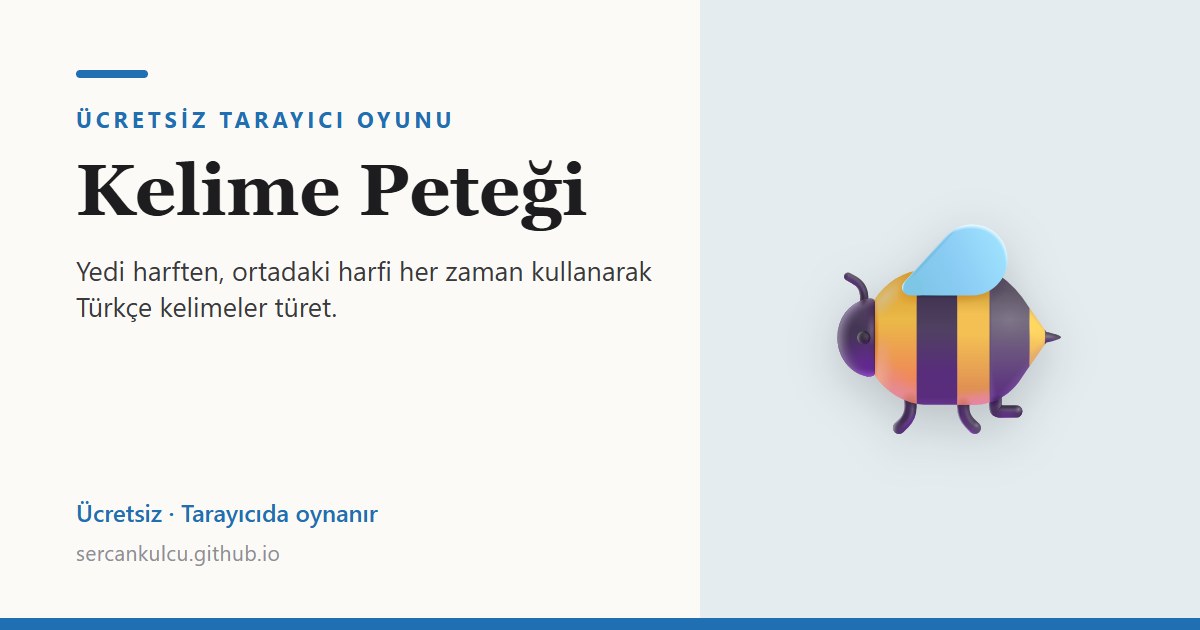 ÜCRETSİZ TARAYICI OYUNU
Kelime Peteği
Yedi harften, ortadaki harfi her zaman kullanarak
Türkçe kelimeler türet.
Ücretsiz · Tarayıcıda oynanır
sercankulcu.github.io